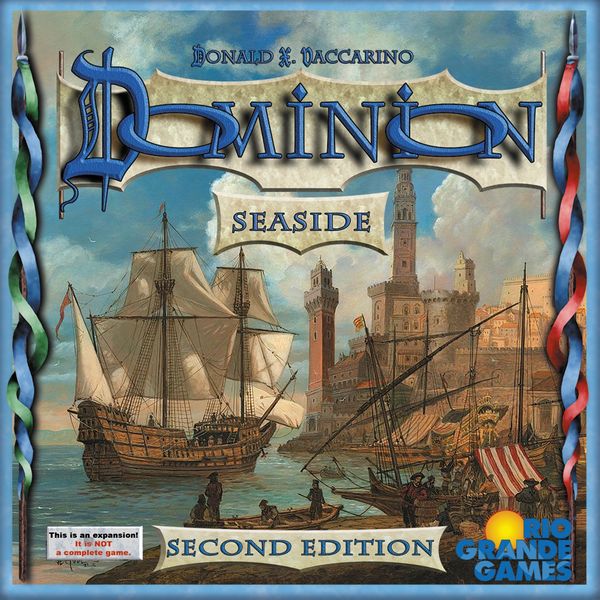 Donald X. Vaccarino
Dominion
SEASIDE
This is an expansion!
It is NOT
a complete game.
SECOND EDITION
RIO
GRANDE
GAMES